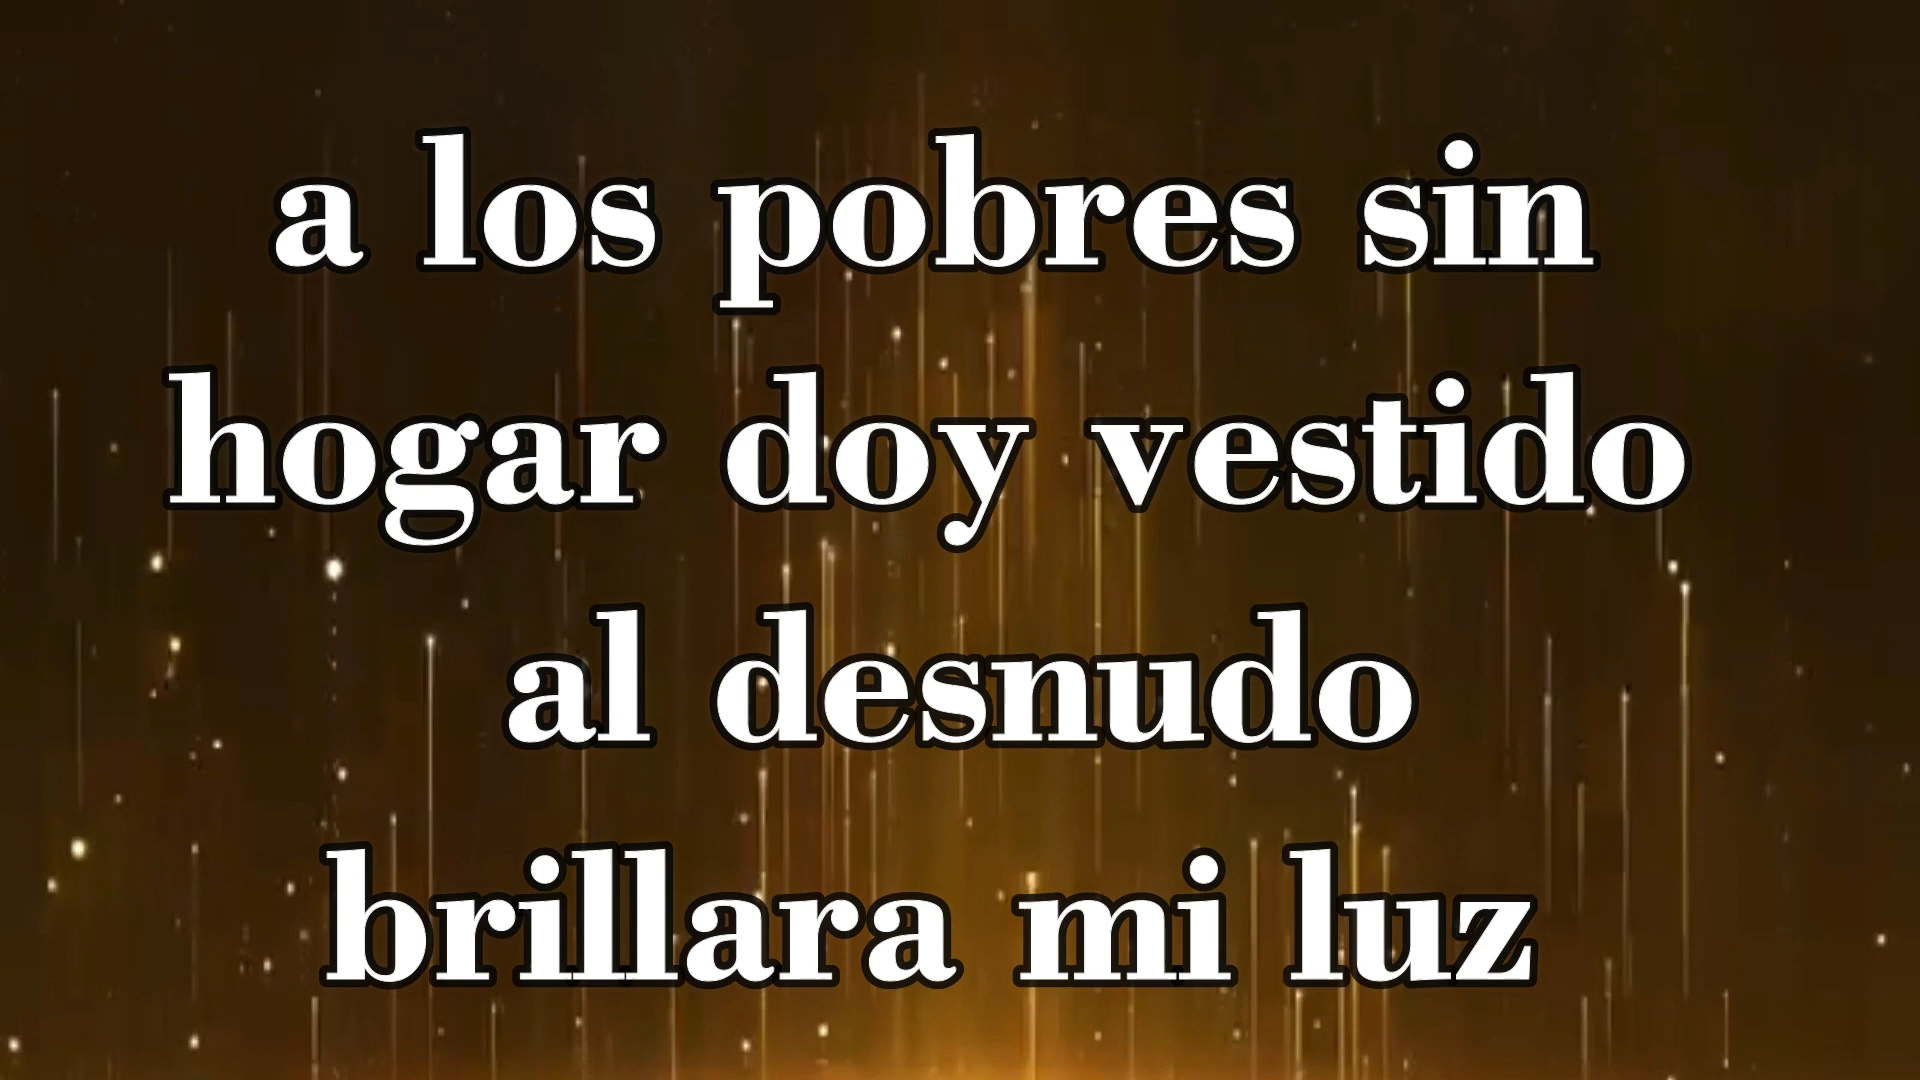 a los pobres sin
hogar doy vestido
al desnudo
brillara mi luz